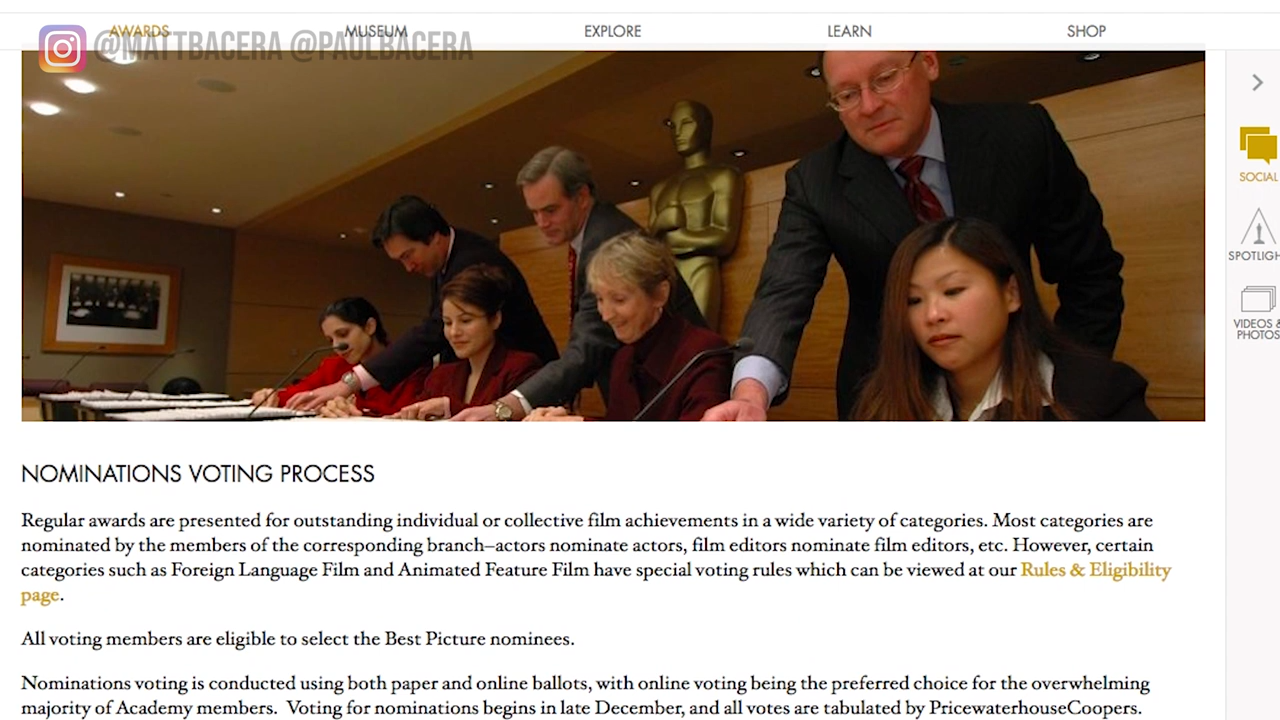 AWARDS MUSEUM EXPLORE LEARN SHOP
@MATTBACERA @PAULBACERA
SOCIAL
SPOTLIGH
VIDEOS &
PHOTOS
NOMINATIONS VOTING PROCESS
Regular awards are presented for outstanding individual or collective film achievements in a wide variety of categories. Most categories are
nominated by the members of the corresponding branch–actors nominate actors, film editors nominate film editors, etc. However, certain
categories such as Foreign Language Film and Animated Feature Film have special voting rules which can be viewed at our Rules & Eligibility
page.
All voting members are eligible to select the Best Picture nominees.
Nominations voting is conducted using both paper and online ballots, with online voting being the preferred choice for the overwhelming
majority of Academy members.  Voting for nominations begins in late December, and all votes are tabulated by PricewaterhouseCoopers.